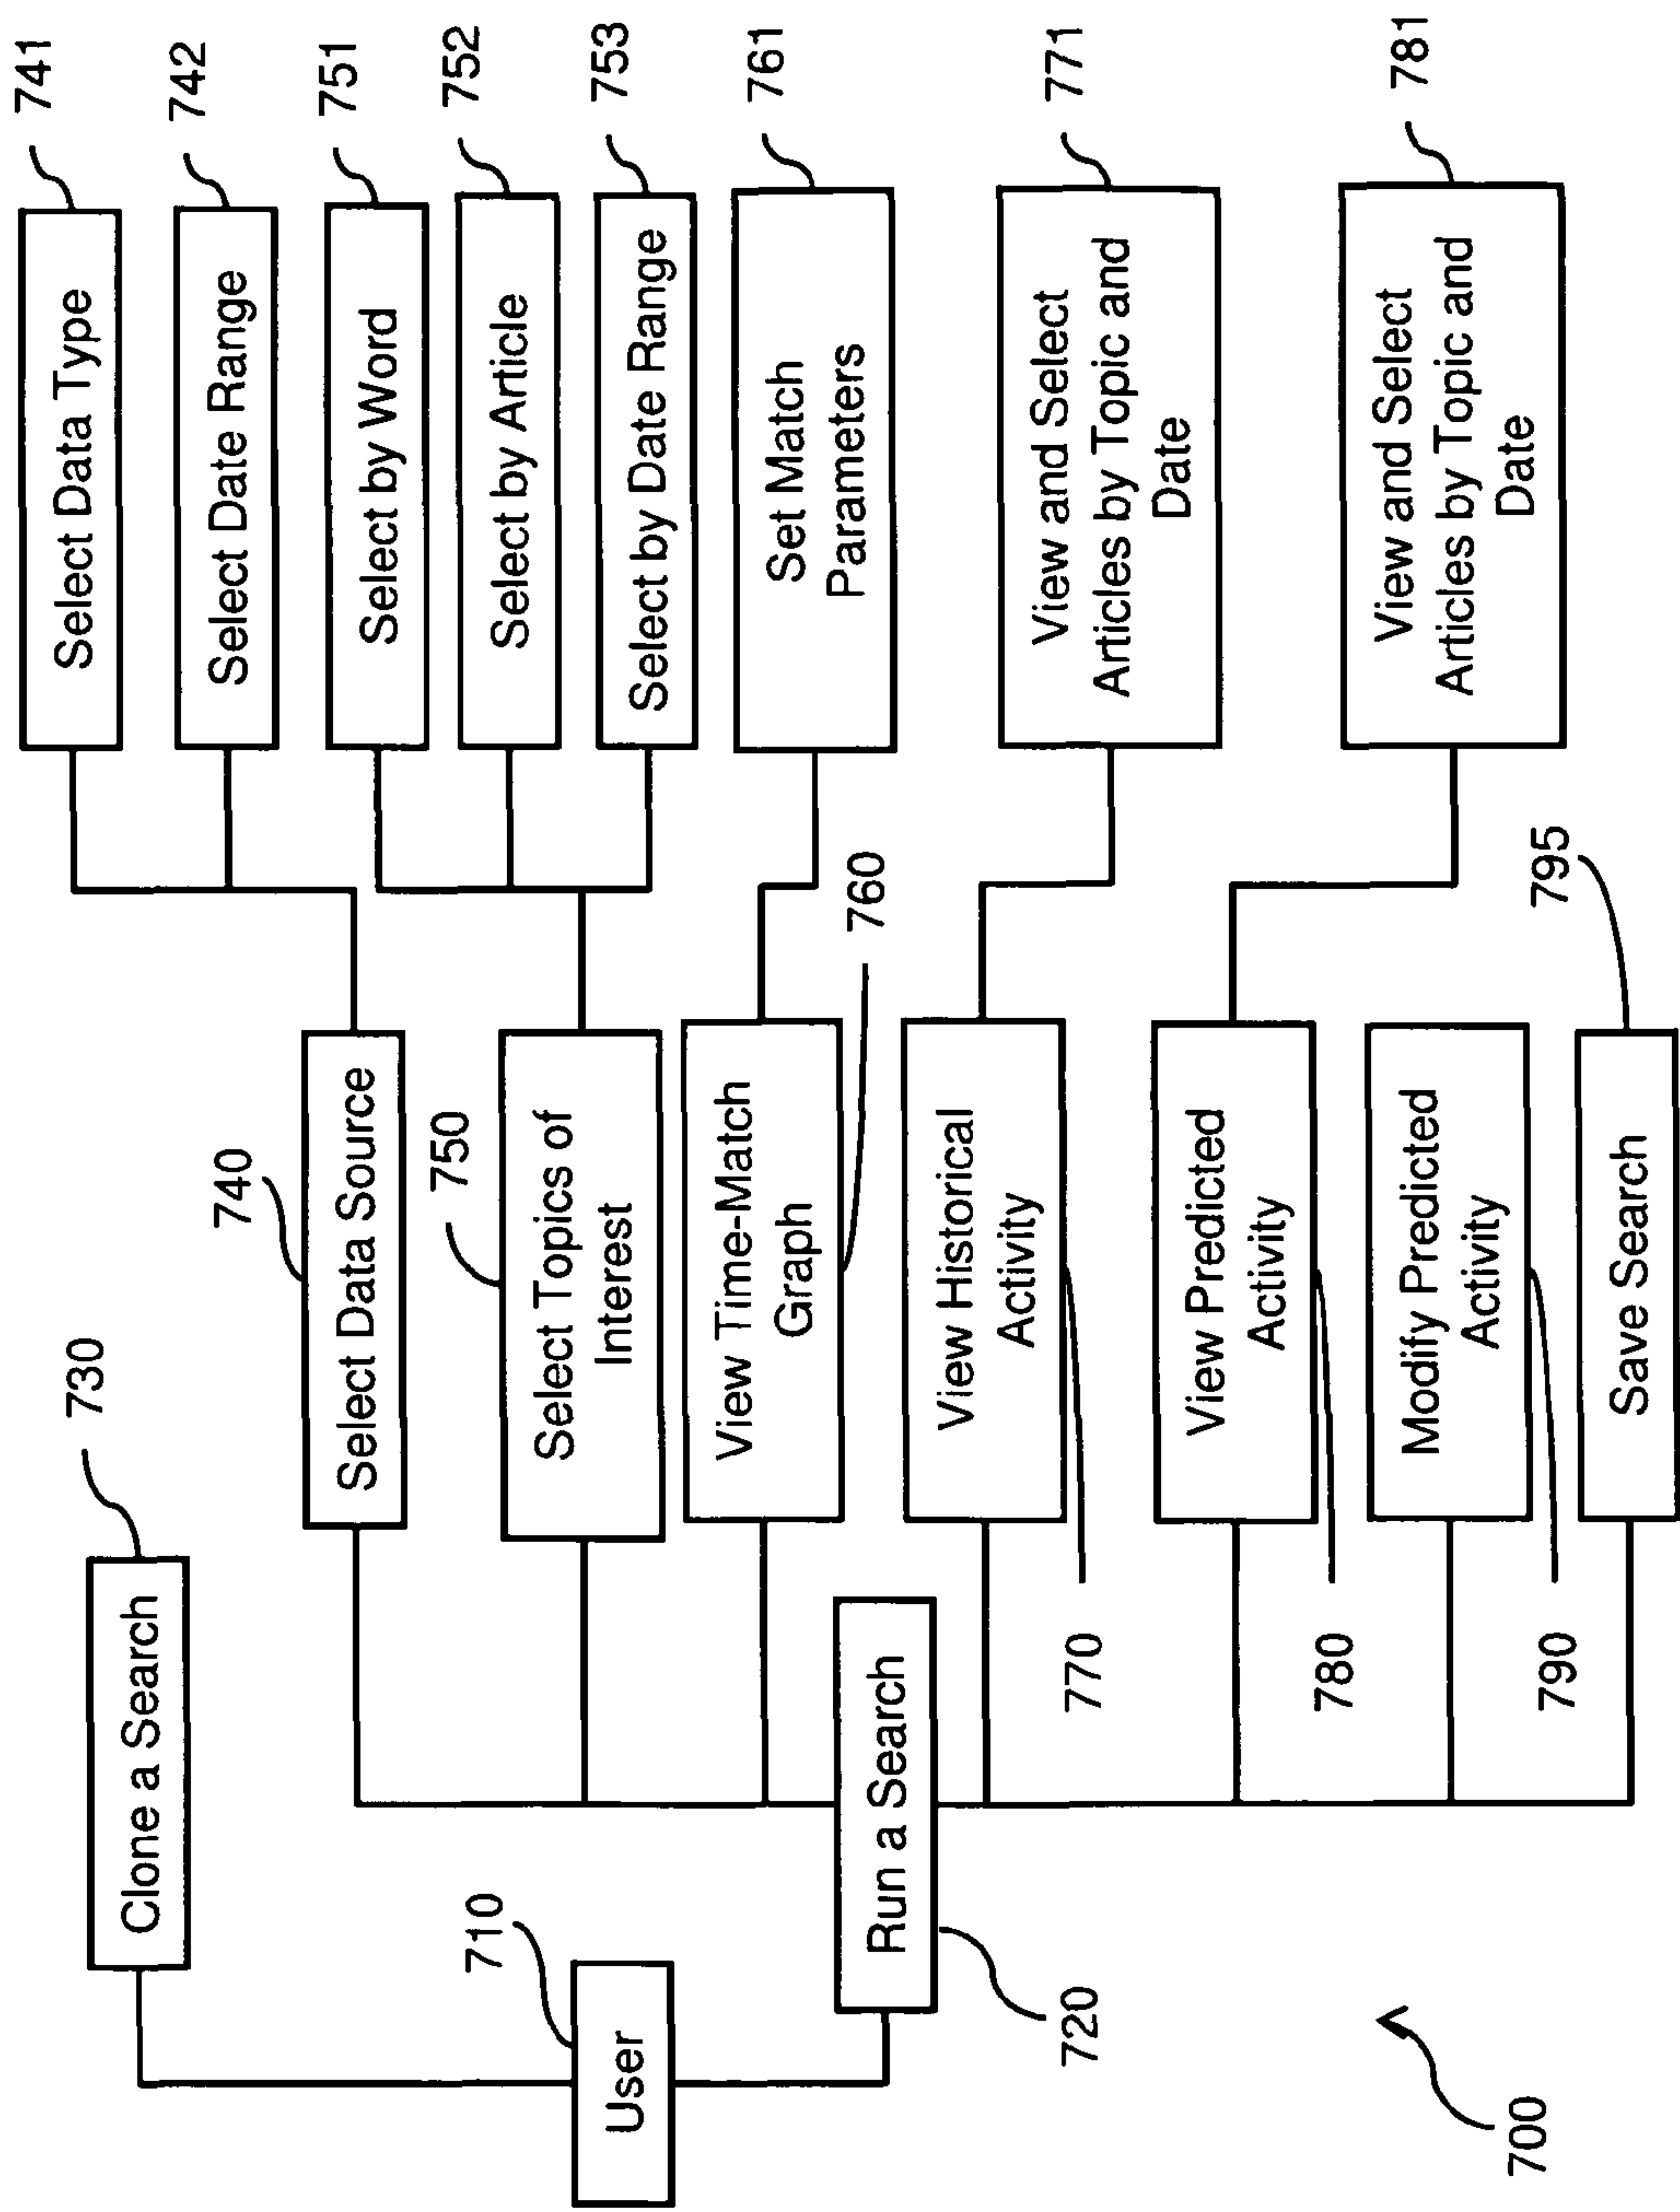 730
Clone a Search
710
User
Run a Search
720
740
Select Data Source
750
Select Topics of
Interest
View Time-Match
Graph
760
View Historical
Activity
770
View Predicted
Activity
780
Modify Predicted
Activity
790
795
Save Search
741
Select Data Type
742
Select Date Range
751
Select by Word
752
Select by Article
753
Select by Date Range
761
Set Match
Parameters
771
View and Select
Articles by Topic and
Date
781
View and Select
Articles by Topic and
Date
700